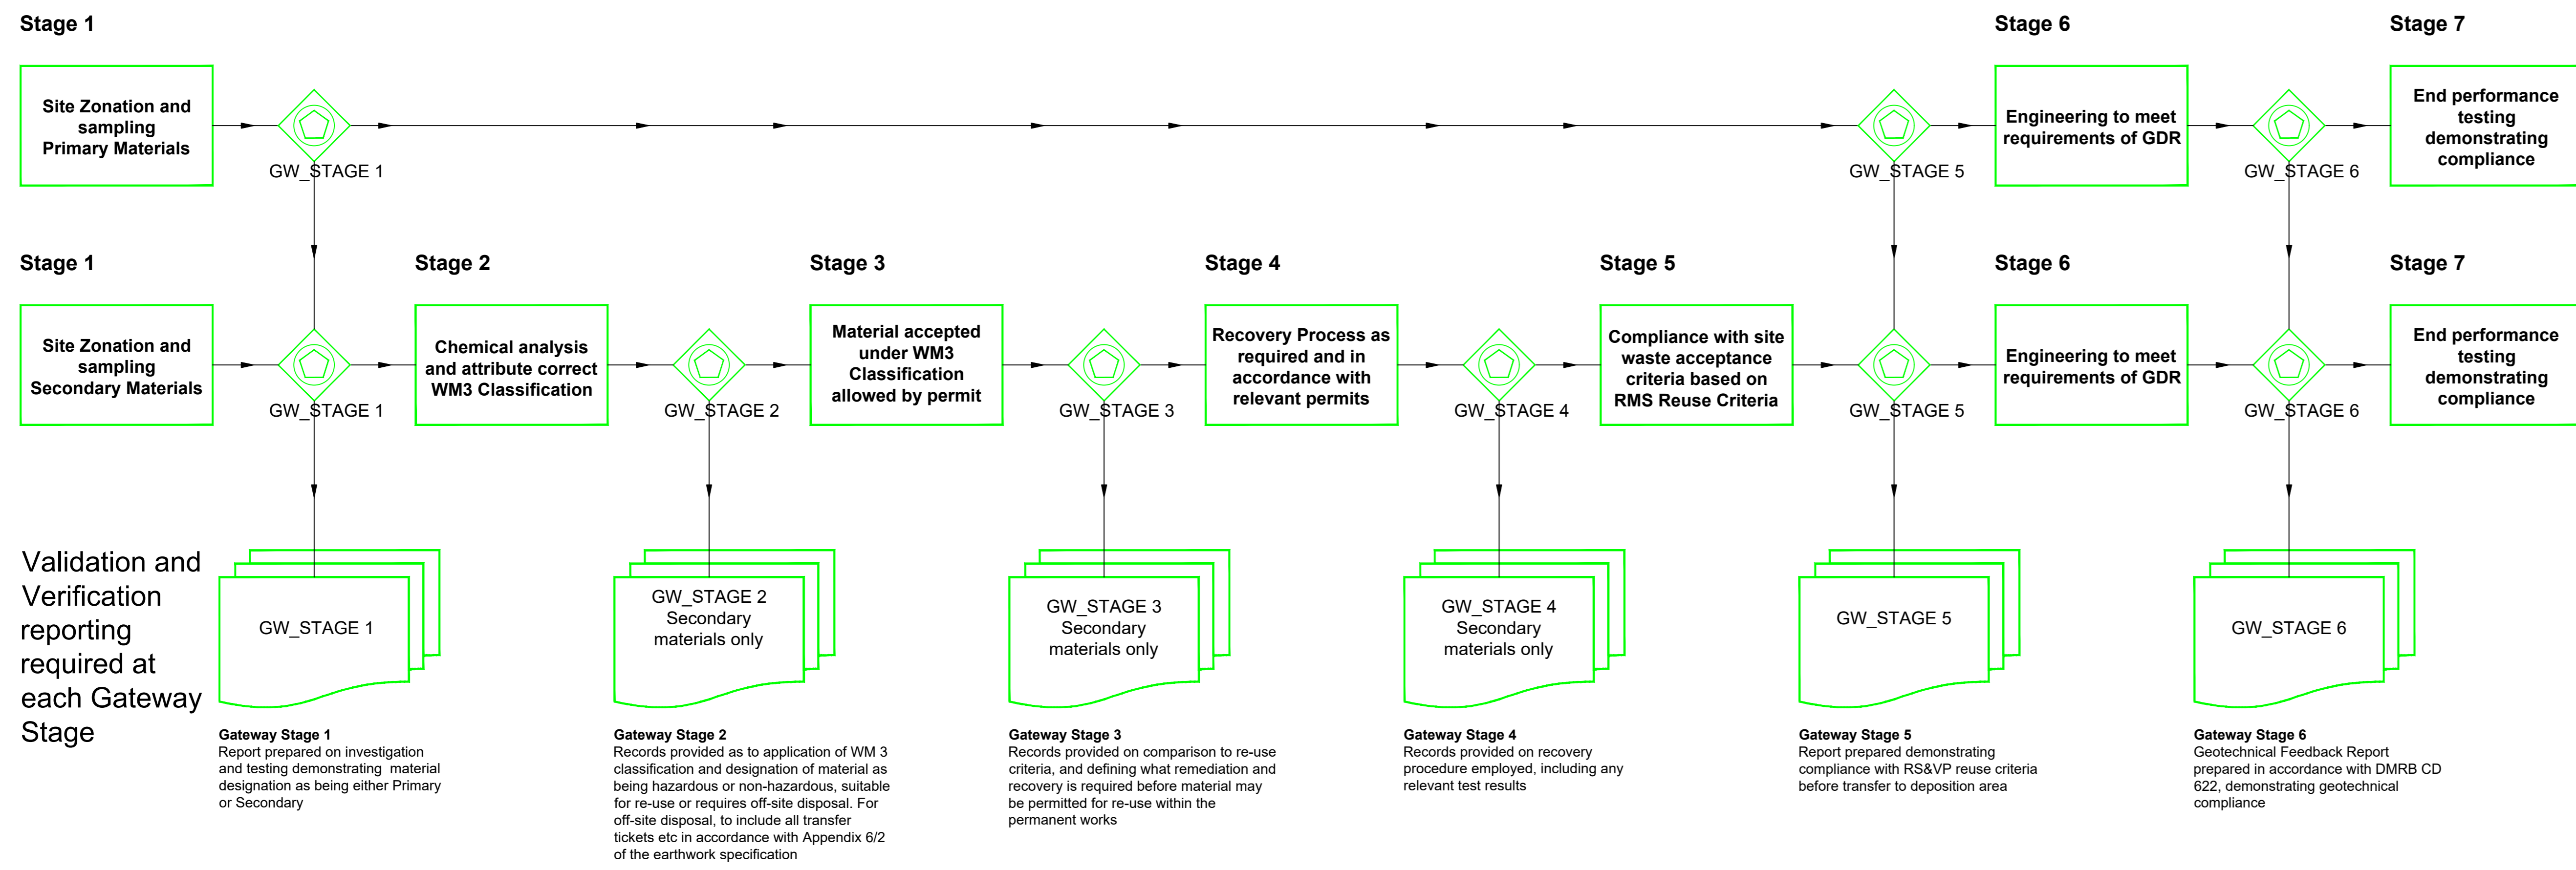 Stage 1
Stage 6
Stage 7
Site Zonation and
sampling
Primary Materials
GW_STAGE 1
GW_STAGE 5
Engineering to meet
requirements of GDR
GW_STAGE 6
End performance
testing
demonstrating
compliance
Stage 1
Stage 2
Stage 3
Stage 4
Stage 5
Stage 6
Stage 7
Site Zonation and
sampling
Secondary Materials
GW_STAGE 1
Chemical analysis
and attribute correct
WM3 Classification
GW_STAGE 2
Material accepted
under WM3
Classification
allowed by permit
GW_STAGE 3
Recovery Process as
required and in
accordance with
relevant permits
GW_STAGE 4
Compliance with site
waste acceptance
criteria based on
RMS Reuse Criteria
GW_STAGE 5
Engineering to meet
requirements of GDR
GW_STAGE 6
End performance
testing
demonstrating
compliance
Validation and
Verification
reporting
required at
each Gateway
Stage
GW_STAGE 1
GW_STAGE 2
Secondary
materials only
GW_STAGE 3
Secondary
materials only
GW_STAGE 4
Secondary
materials only
GW_STAGE 5
GW_STAGE 6
Gateway Stage 1
Report prepared on investigation
and testing demonstrating material
designation as being either Primary
or Secondary
Gateway Stage 2
Records provided as to application of WM 3
classification and designation of material as
being hazardous or non-hazardous, suitable
for re-use or requires off-site disposal. For
off-site disposal, to include all transfer
tickets etc in accordance with Appendix 6/2
of the earthwork specification
Gateway Stage 3
Records provided on comparison to re-use
criteria, and defining what remediation and
recovery is required before material may
be permitted for re-use within the
permanent works
Gateway Stage 4
Records provided on recovery
procedure employed, including any
relevant test results
Gateway Stage 5
Report prepared demonstrating
compliance with RS&VP reuse criteria
before transfer to deposition area
Gateway Stage 6
Geotechnical Feedback Report
prepared in accordance with DMRB CD
622, demonstrating geotechnical
compliance